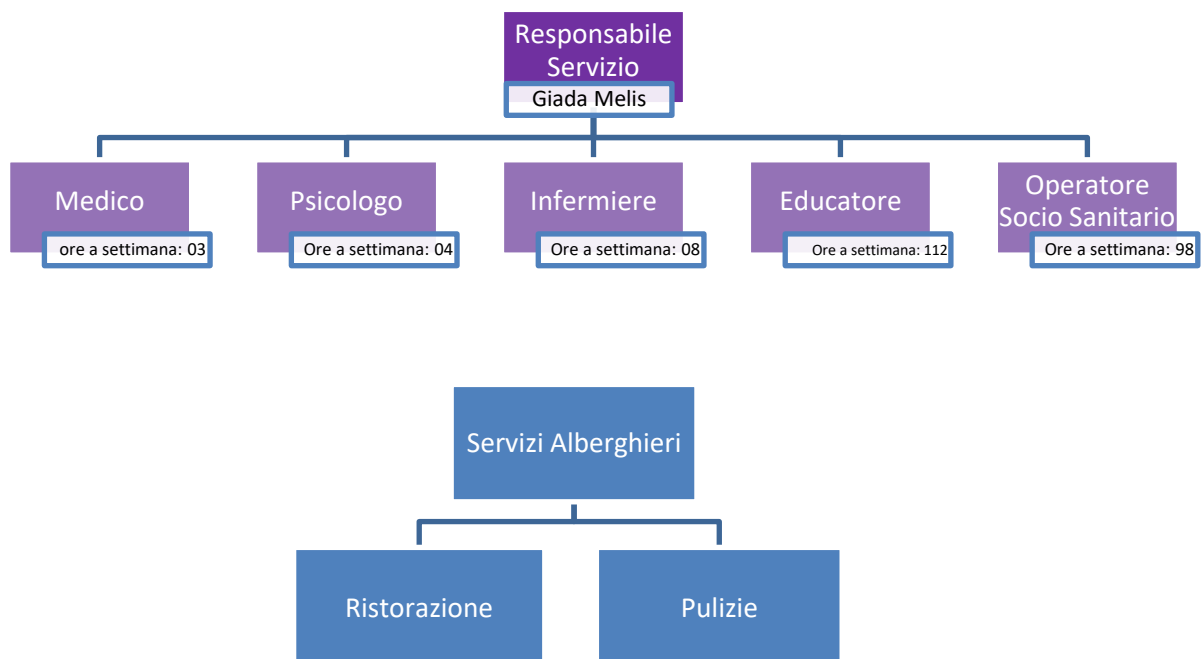 Responsabile
Servizio
Giada Melis
Medico
ore a settimana: 03
Psicologo
Ore a settimana: 04
Infermiere
Ore a settimana: 08
Educatore
Ore a settimana: 112
Operatore
Socio Sanitario
Ore a settimana: 98
Servizi Alberghieri
Ristorazione
Pulizie